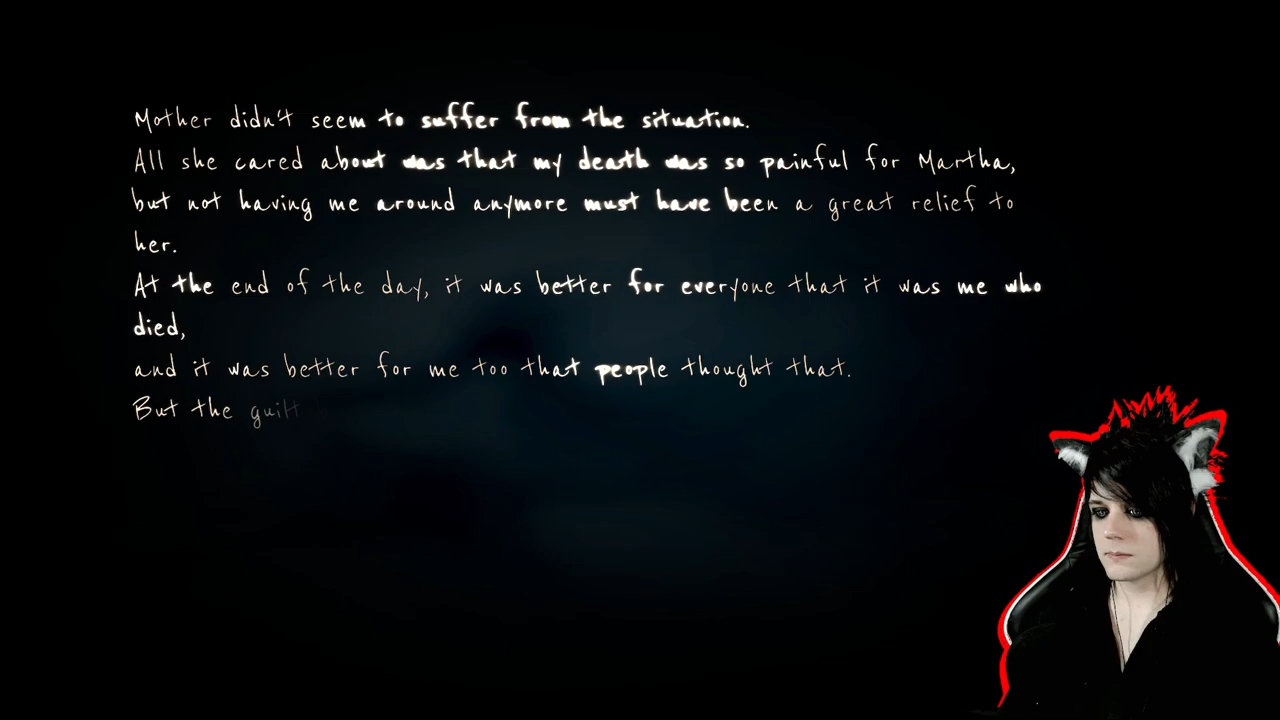 Mother didn't seem to suffer from the situation.
All she cared about was that my death was so painful for Martha,
but not having me around anymore must have been a great relief to
her.
At the end of the day, it was better for everyone that it was me who
died,
and it was better for me too that people thought that.
But the guilt